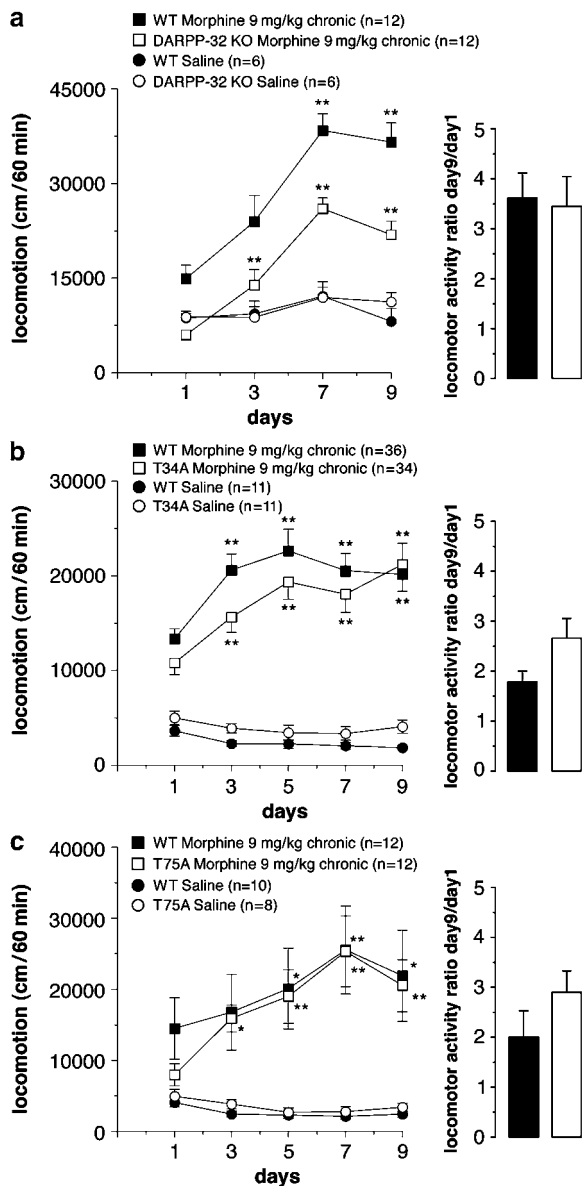 a
■ WT Morphine 9 mg/kg chronic (n=12)
□ DARPP-32 KO Morphine 9 mg/kg chronic (n=12)
● WT Saline (n=6)
○ DARPP-32 KO Saline (n=6)
locomotion (cm/60 min)
45000
30000
15000
0
** **
** **
**
1 3 7 9
days
locomotor activity ratio day9/day1
5
4
3
2
1
0
b
■ WT Morphine 9 mg/kg chronic (n=36)
□ T34A Morphine 9 mg/kg chronic (n=34)
● WT Saline (n=11)
○ T34A Saline (n=11)
locomotion (cm/60 min)
30000
20000
10000
0
** ** ** **
** ** ** **
1 3 5 7 9
days
locomotor activity ratio day9/day1
5
4
3
2
1
0
c
■ WT Morphine 9 mg/kg chronic (n=12)
□ T75A Morphine 9 mg/kg chronic (n=12)
● WT Saline (n=10)
○ T75A Saline (n=8)
locomotion (cm/60 min)
40000
30000
20000
10000
0
* ** *
* ** ** **
1 3 5 7 9
days
locomotor activity ratio day9/day1
5
4
3
2
1
0